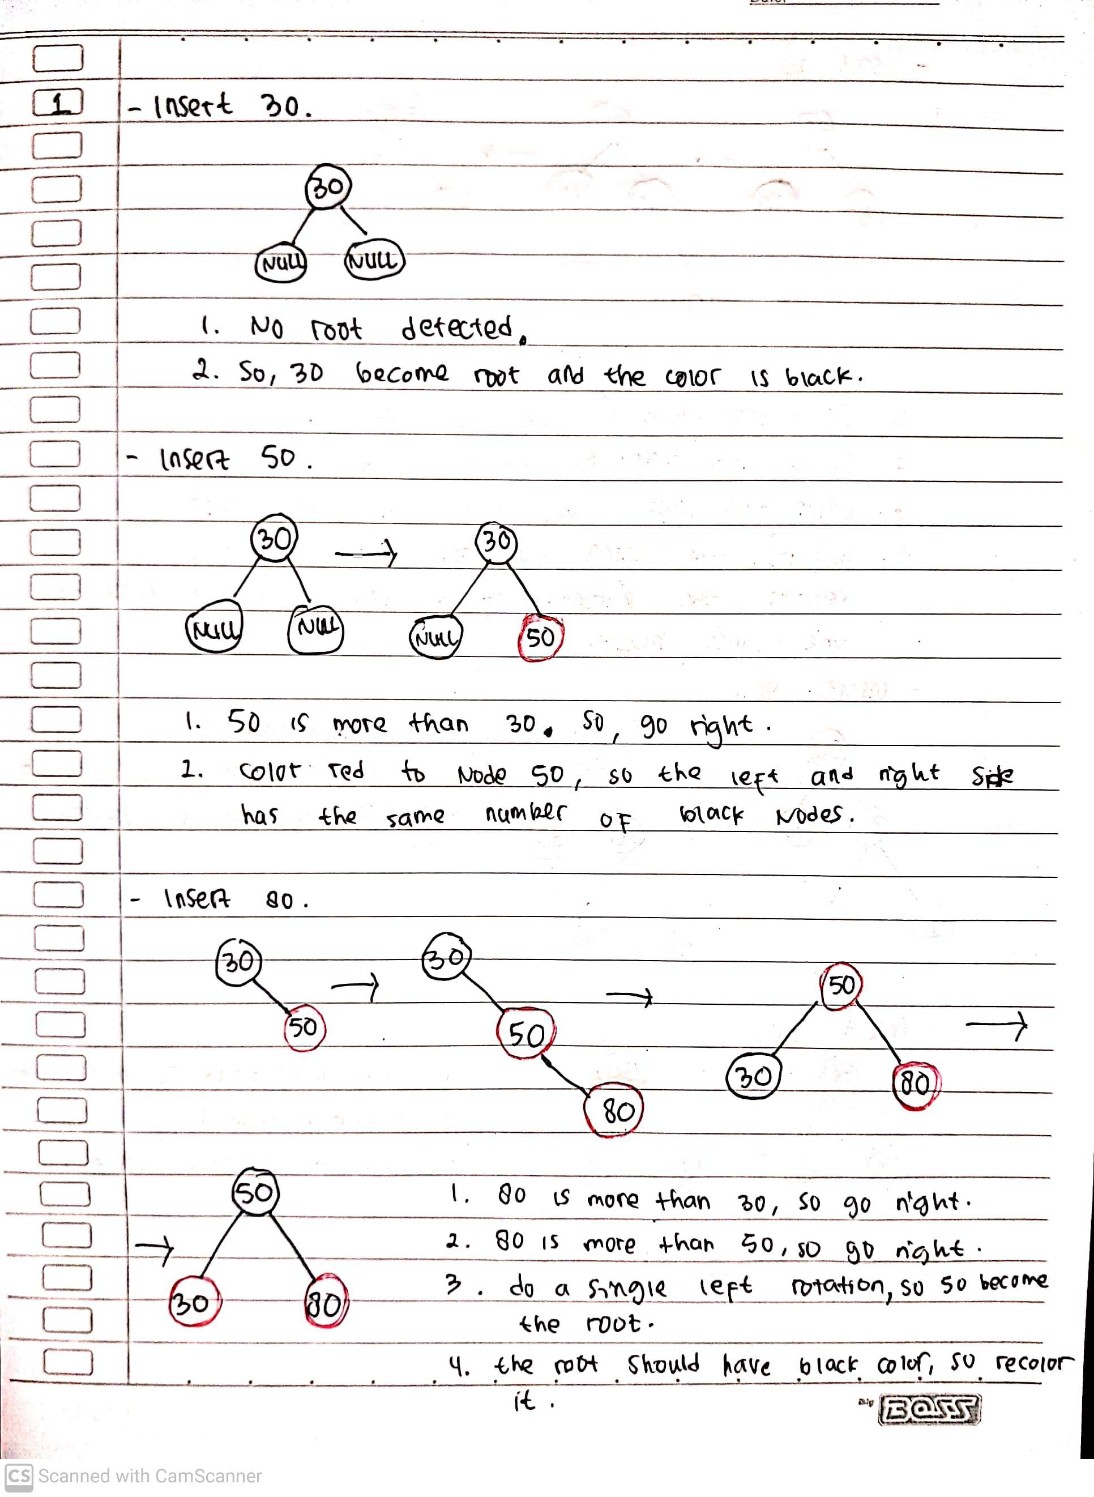 1
- Insert 30.
30
NULL NULL
1. No root detected.
2. So, 30 become root and the color is black.
- Insert 50.
30 → 30
NULL NULL NULL 50
1. 50 is more than 30. So, go right.
2. Color red to Node 50, so the left and right side
has the same number of black Nodes.
- Insert 80.
30 → 30 → 50 →
50 50 30 80
80
→ 50
30 80
1. 80 is more than 30, so go right.
2. 80 is more than 50, so go right.
3. do a single left rotation, so 50 become
the root.
4. the root should have black color, so recolor
it.
BOSS
CS Scanned with CamScanner